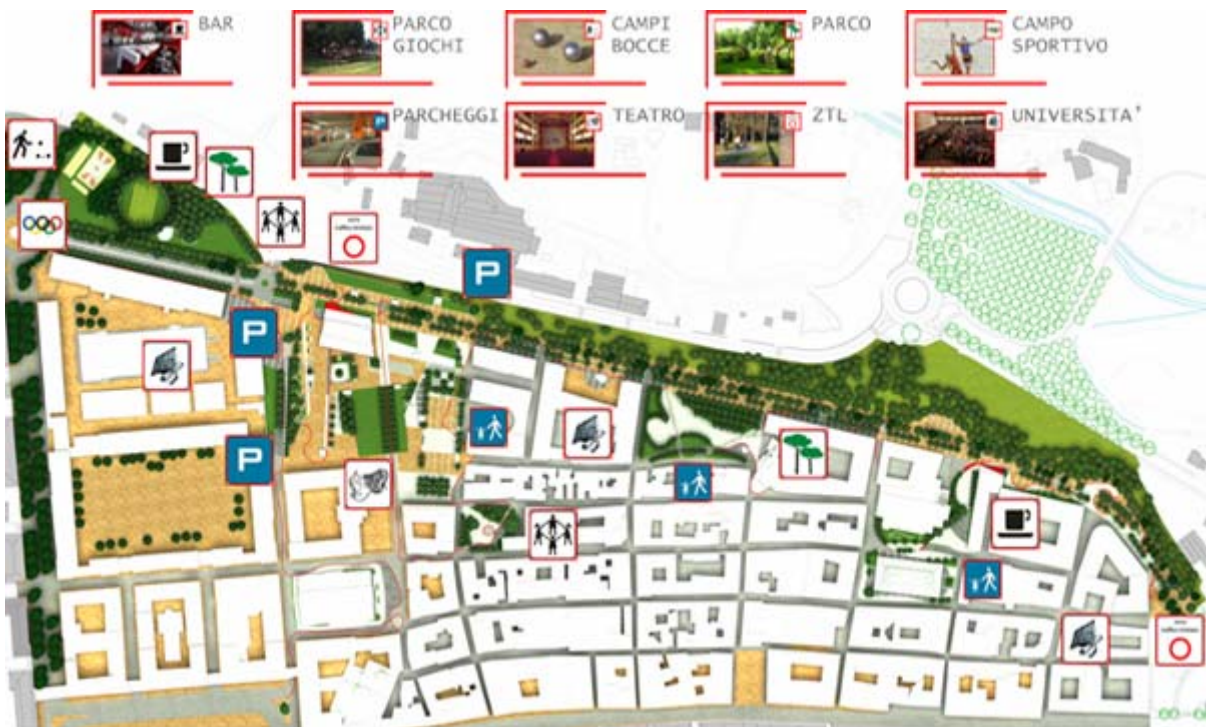 BAR
PARCO
GIOCHI
CAMPI
BOCCE
PARCO
CAMPO
SPORTIVO
P
PARCHEGGI
TEATRO
ZTL
UNIVERSITA'
P
P
P